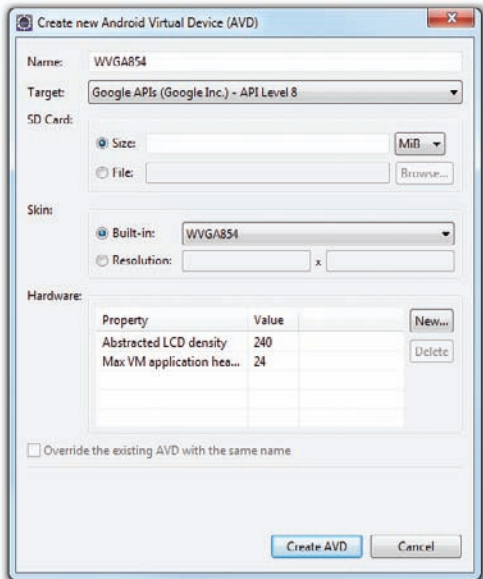 Create new Android Virtual Device (AVD)
Name: WVGA854
Target: Google APIs (Google Inc.) - API Level 8
SD Card:
Size: MiB
File: Browse...
Skin:
Built-in: WVGA854
Resolution: x
Hardware:
Property Value New...
Abstracted LCD density 240 Delete
Max VM application hea... 24
Override the existing AVD with the same name
Create AVD Cancel